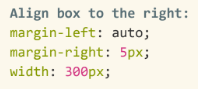 Align box to the right:
margin-left: auto;
margin-right: 5px;
width: 300px;